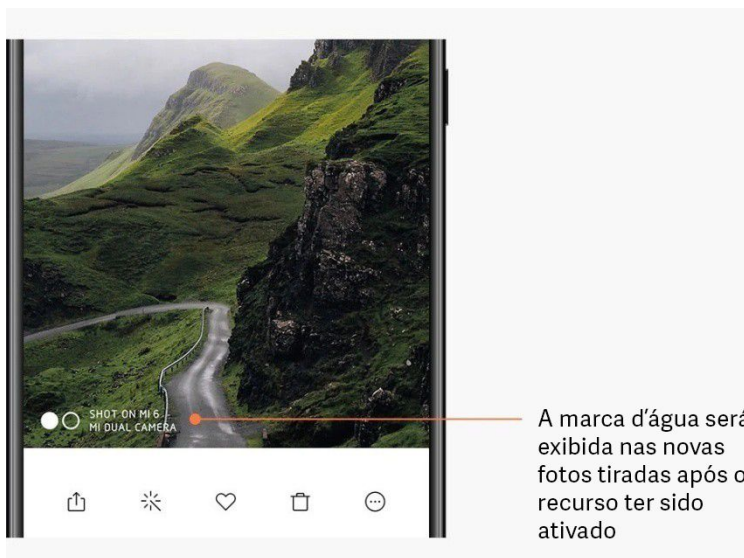 SHOT ON MI 6
MI DUAL CAMERA
A marca d'água será
exibida nas novas
fotos tiradas após o
recurso ter sido
ativado